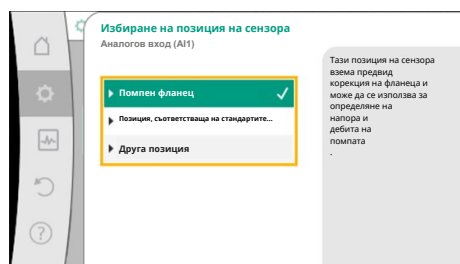 Избиране на позиция на сензора
Аналогов вход (AI1)
Помпен фланец
Позиция, съответстваща на стандартите...
Друга позиция
Тази позиция на сензора
взема предвид
корекция на фланеца и
може да се използва за
определяне на
напора и
дебита на
помпата
.